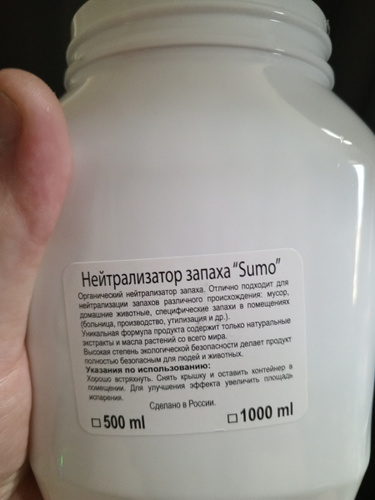 Нейтрализатор запаха "Sumo"
Органический нейтрализатор запаха. Отлично подходит для
нейтрализации запахов различного происхождения: мусор,
домашние животные, специфические запахи в помещениях
(больница, производство, утилизация и др.).
Уникальная формула продукта содержит только натуральные
экстракты и масла растений со всего мира.
Высокая степень экологической безопасности делает продукт
полностью безопасным для людей и животных.
Указания по использованию:
Хорошо встряхнуть. Снять крышку и оставить контейнер в
помещении. Для улучшения эффекта увеличить площадь
испарения.
Сделано в России.
□ 500 ml □ 1000 ml